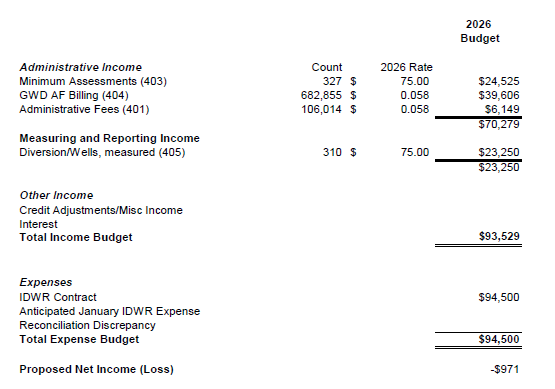 2026
Budget
Administrative Income Count 2026 Rate
Minimum Assessments (403) 327 $ 75.00 $24,525
GWD AF Billing (404) 682,855 $ 0.058 $39,606
Administrative Fees (401) 106,014 $ 0.058 $6,149
$70,279
Measuring and Reporting Income
Diversion/Wells, measured (405) 310 $ 75.00 $23,250
$23,250
Other Income
Credit Adjustments/Misc Income
Interest
Total Income Budget $93,529
Expenses
IDWR Contract $94,500
Anticipated January IDWR Expense
Reconciliation Discrepancy
Total Expense Budget $94,500
Proposed Net Income (Loss) -$971